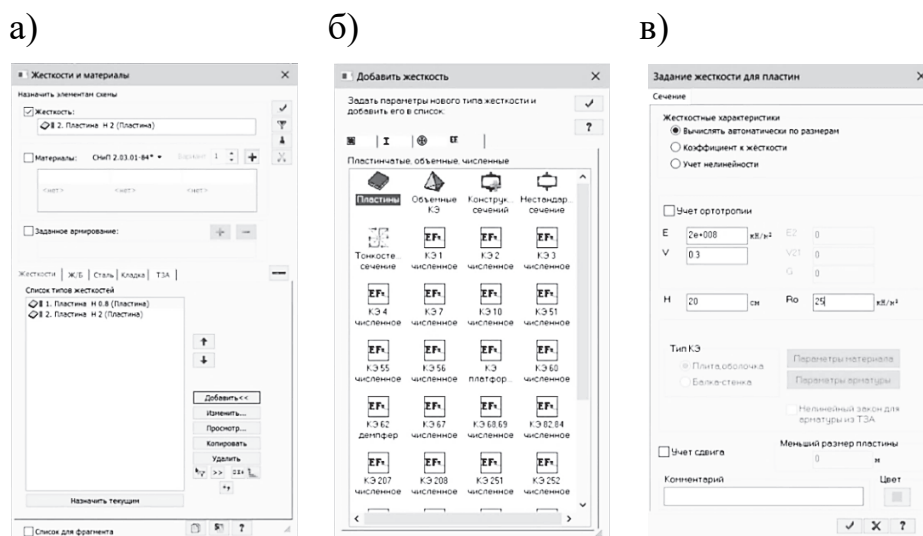 а)
б)
в)
Жесткости и материалы
Назначить элементам схемы
Жесткость:
2. Пластина Н 2 (Пластина)
Материалы: СНиП 2.03.01-84* Вариант 1
<нет> <нет> <нет>
Заданное армирование:
Жесткости Ж/Б Сталь Кладка ТЗА
Список типов жесткостей
1. Пластина Н 0.8 (Пластина)
2. Пластина Н 2 (Пластина)
Добавить<<
Изменить...
Просмотр...
Копировать
Удалить
>>
Назначить текущим
Список для фрагмента
?
Добавить жесткость
Задать параметры нового типа жесткости и
добавить его в список:
?
Пластинчатые, объемные, численные
Пластины Объемные КЭ Конструк. сечений Нестандар. сечение
Тонкосте... сечение КЭ 1 численное КЭ 2 численное КЭ 3 численное
КЭ 4 численное КЭ 7 численное КЭ 10 численное КЭ 51 численное
КЭ 55 численное КЭ 56 численное КЭ платфор... КЭ 60 численное
КЭ 62 демпфер КЭ 67 численное КЭ 68,69 численное КЭ 82,84 численное
КЭ 207 численное КЭ 208 численное КЭ 251 численное КЭ 252 численное
Задание жесткости для пластин
Сечение
Жесткостные характеристики
Вычислять автоматически по размерам
Коэффициент к жёсткости
Учет нелинейности
Учет ортотропии
E 2e+008 кН/м² E2 0
V 0.3 V21 0
G 0
H 20 см Ro 25 кН/м³
Тип КЭ
Плита,оболочка
Балка-стенка
Параметры материала
Параметры арматуры
Нелинейный закон для
арматуры из ТЗА
Учет сдвига
Меньший размер пластины
0 м
Комментарий Цвет
?